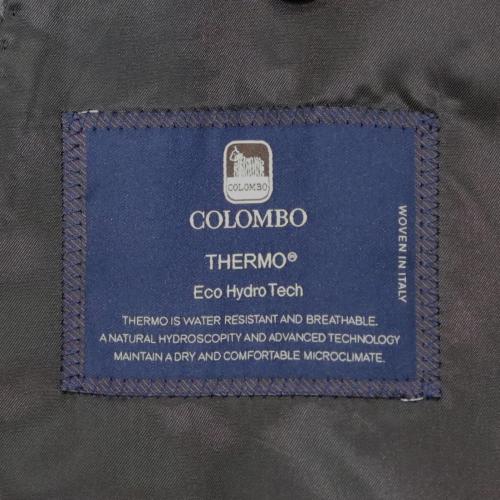 COLOMBO
COLOMBO
THERMO®
Eco Hydro Tech
THERMO IS WATER RESISTANT AND BREATHABLE.
A NATURAL HYDROSCOPITY AND ADVANCED TECHNOLOGY
MAINTAIN A DRY AND COMFORTABLE MICROCLIMATE.
WOVEN IN ITALY